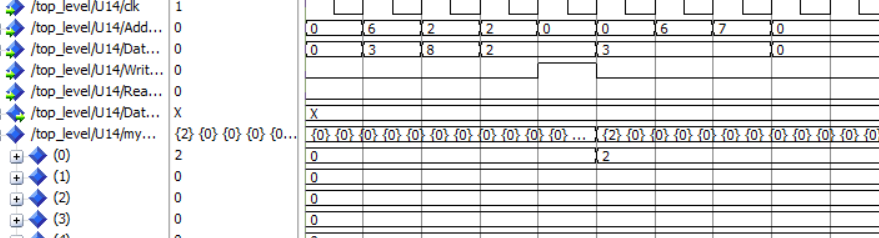 /top_level/U14/clk 1
/top_level/U14/Add... 0 0 6 2 2 0 0 6 7 0
/top_level/U14/Dat... 0 0 3 8 2 3 0
/top_level/U14/Writ... 0
/top_level/U14/Rea... 0
/top_level/U14/Dat... X X
/top_level/U14/my... {2} {0} {0} {0} {0... {0} {0} {0} {0} {0} {0} {0} {0} {0} ... {2} {0} {0} {0} {0} {0} {0} {0} {0} {0}
(0) 2 0 2
(1) 0 0
(2) 0 0
(3) 0 0